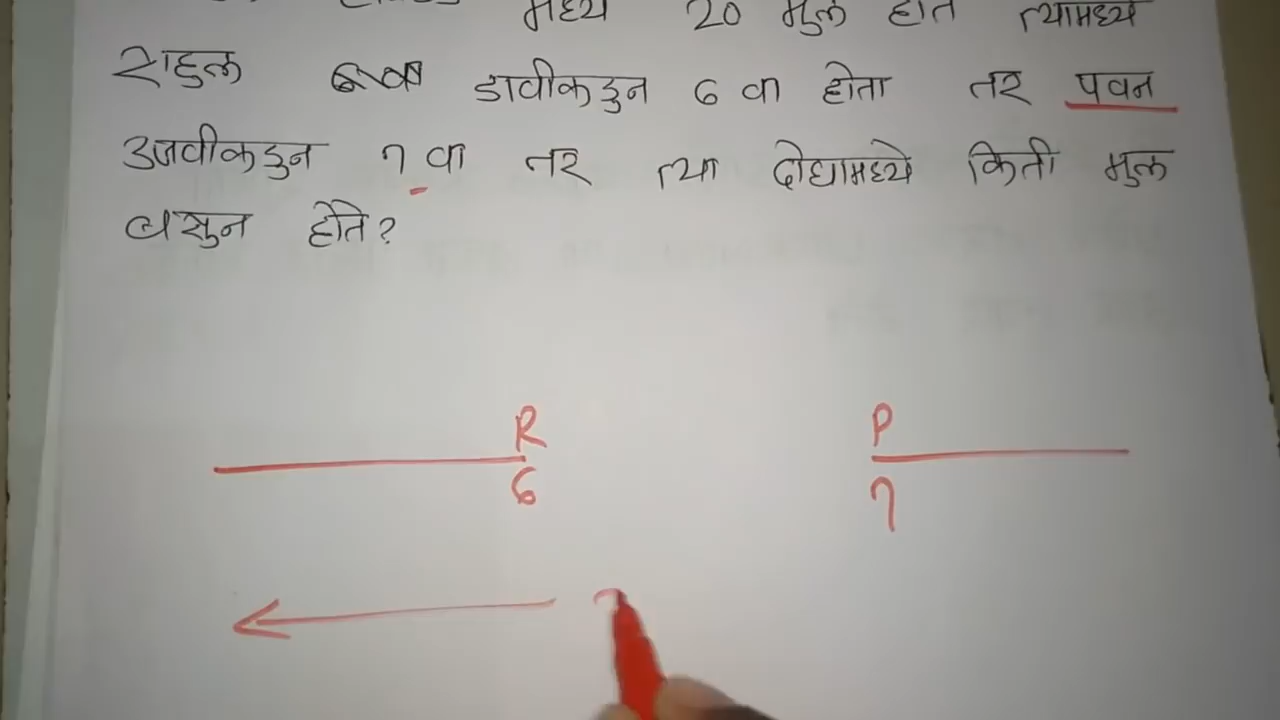 मध्ये 20 मुल होते त्यामध्ये
राहुल डावीकडुन 6 वा होता तर पवन
उजवीकडुन 7 वा तर त्या दोघामध्ये किती मुल
बसुन होते?
R P
6 7